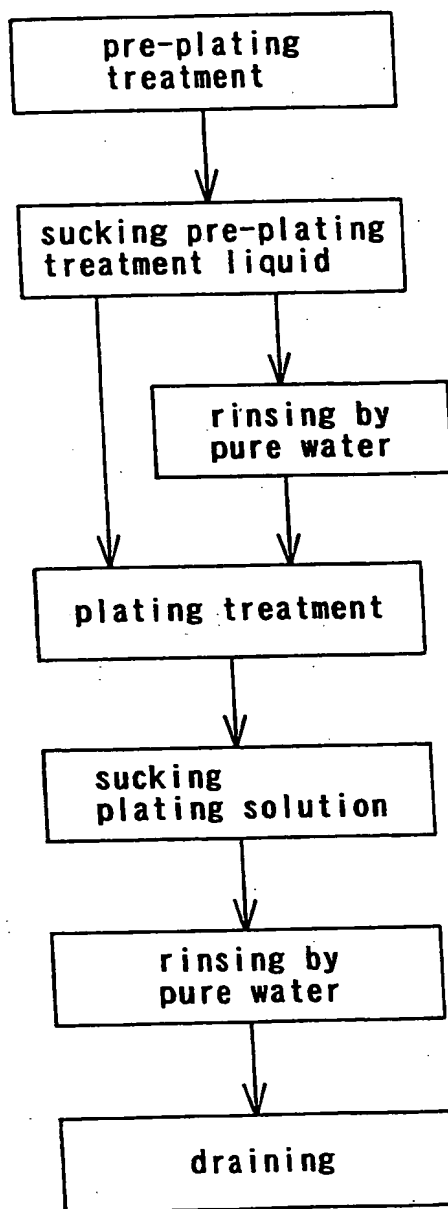 pre-plating
treatment
sucking pre-plating
treatment liquid
rinsing by
pure water
plating treatment
sucking
plating solution
rinsing by
pure water
draining